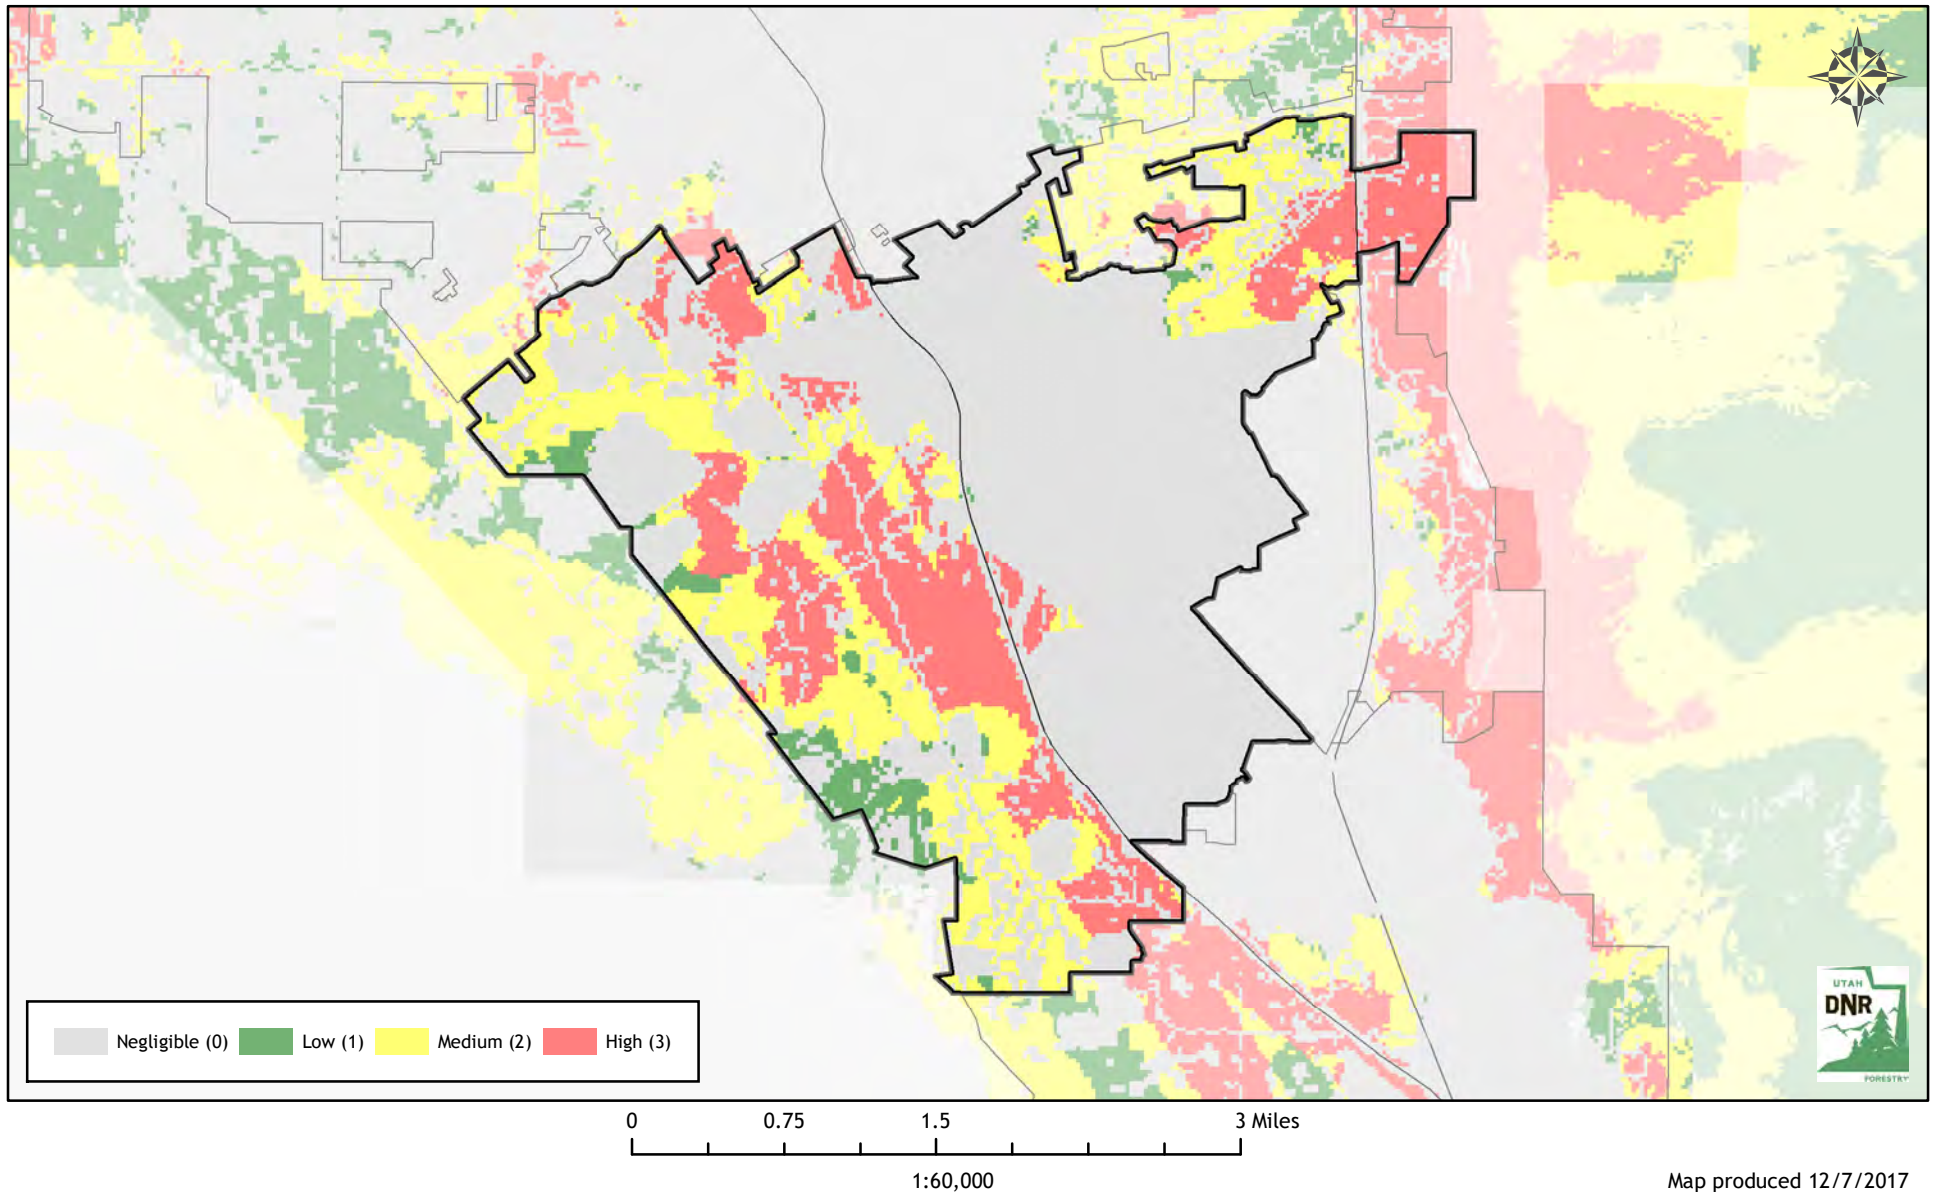 UTAH
DNR
FORESTRY
Negligible (0) Low (1) Medium (2) High (3)
0 0.75 1.5 3 Miles
1:60,000
Map produced 12/7/2017